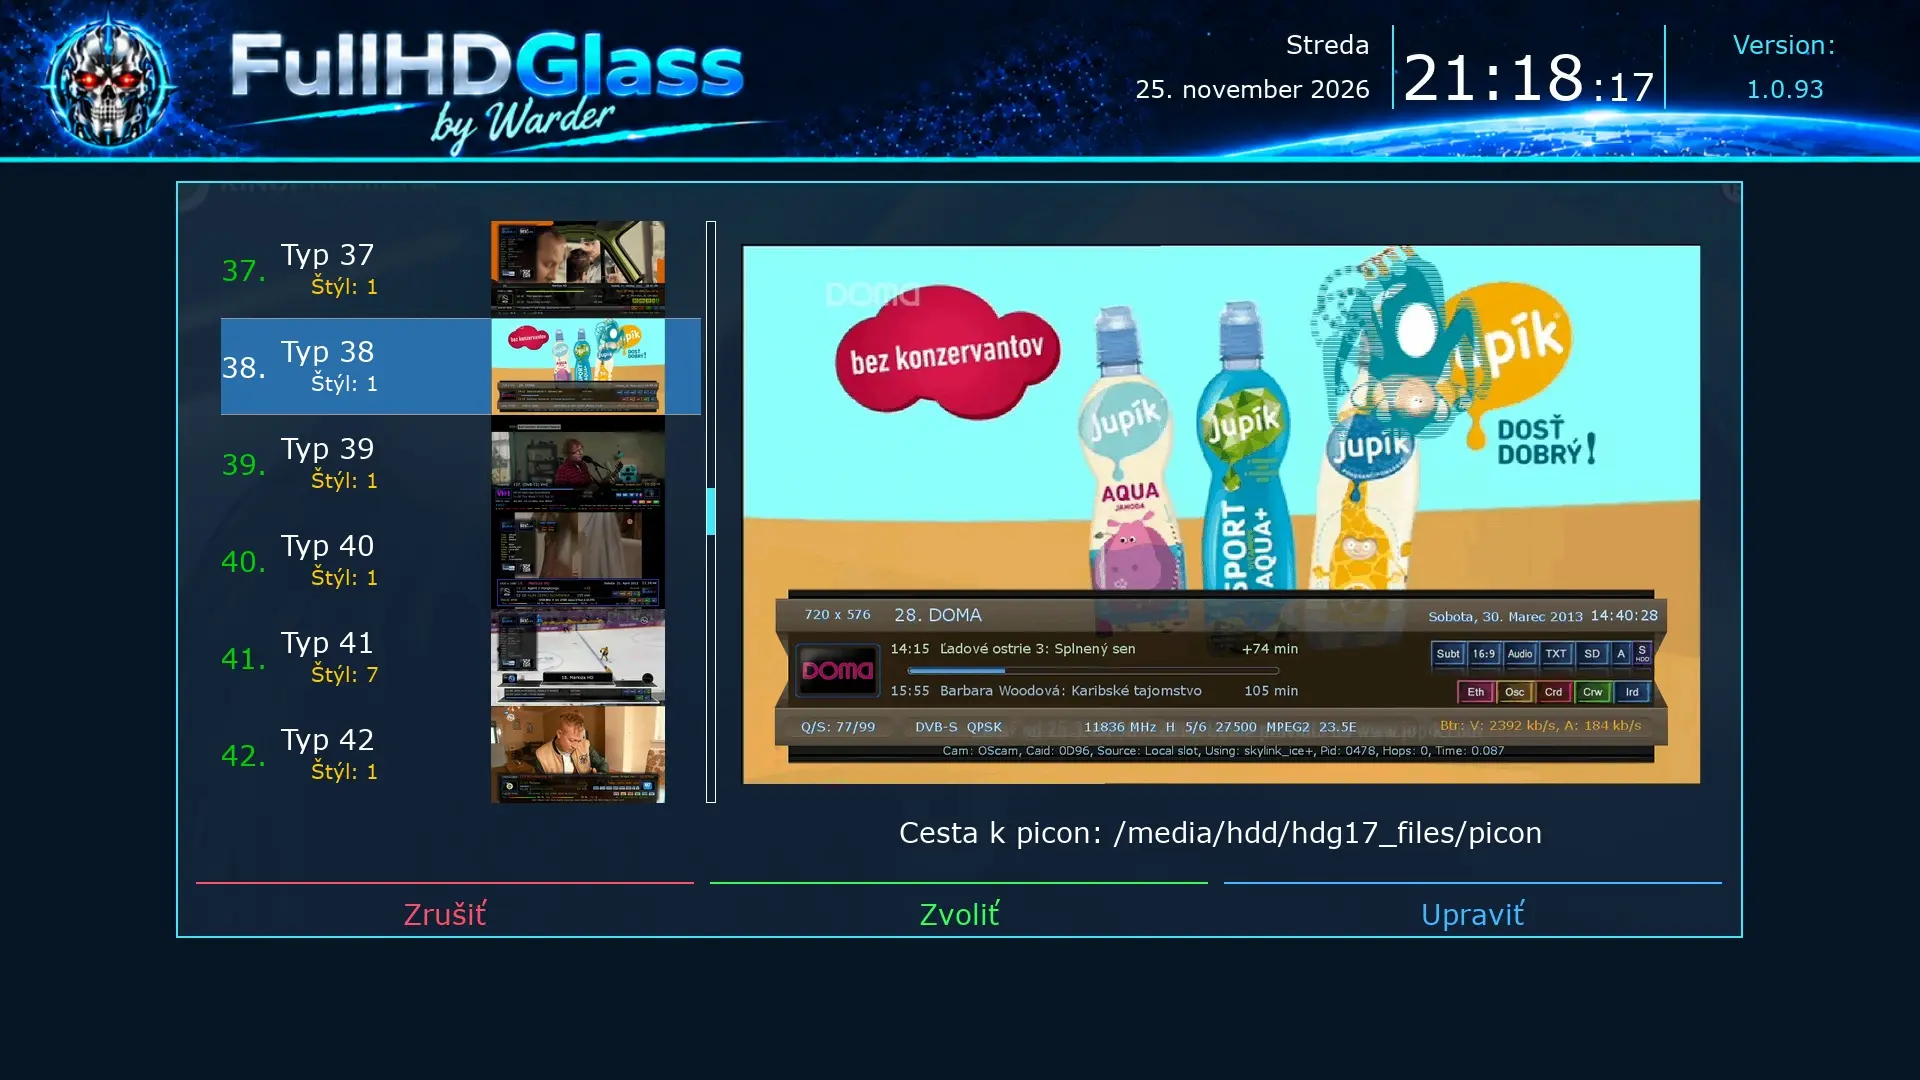 FullHDGlass
by Warder
Streda
25. november 2026
21:18:17
Version:
1.0.93
37.
Typ 37
Štýl: 1
38.
Typ 38
Štýl: 1
39.
Typ 39
Štýl: 1
40.
Typ 40
Štýl: 1
41.
Typ 41
Štýl: 7
42.
Typ 42
Štýl: 1
DOMA
bez konzervantov
Jupík
Jupík
Jupík
AQUA
JAHODA
SPORT
AQUA+
DOSŤ
DOBRÝ!
720 x 576
28. DOMA
Sobota, 30. Marec 2013 14:40:28
DOMA
14:15 Ľadové ostrie 3: Splnený sen +74 min
15:55 Barbara Woodová: Karibské tajomstvo 105 min
Subt 16:9 Audio TXT SD A S HDD
Eth Osc Crd Crw Ird
Q/S: 77/99 DVB-S QPSK 11836 MHz H 5/6 27500 MPEG2 23.5E Btr: V: 2392 kb/s, A: 184 kb/s
Cam: OScam, Caid: 0D96, Source: Local slot, Using: skylink_ice+, Pid: 0478, Hops: 0, Time: 0.087
Cesta k picon: /media/hdd/hdg17_files/picon
Zrušiť
Zvoliť
Upraviť